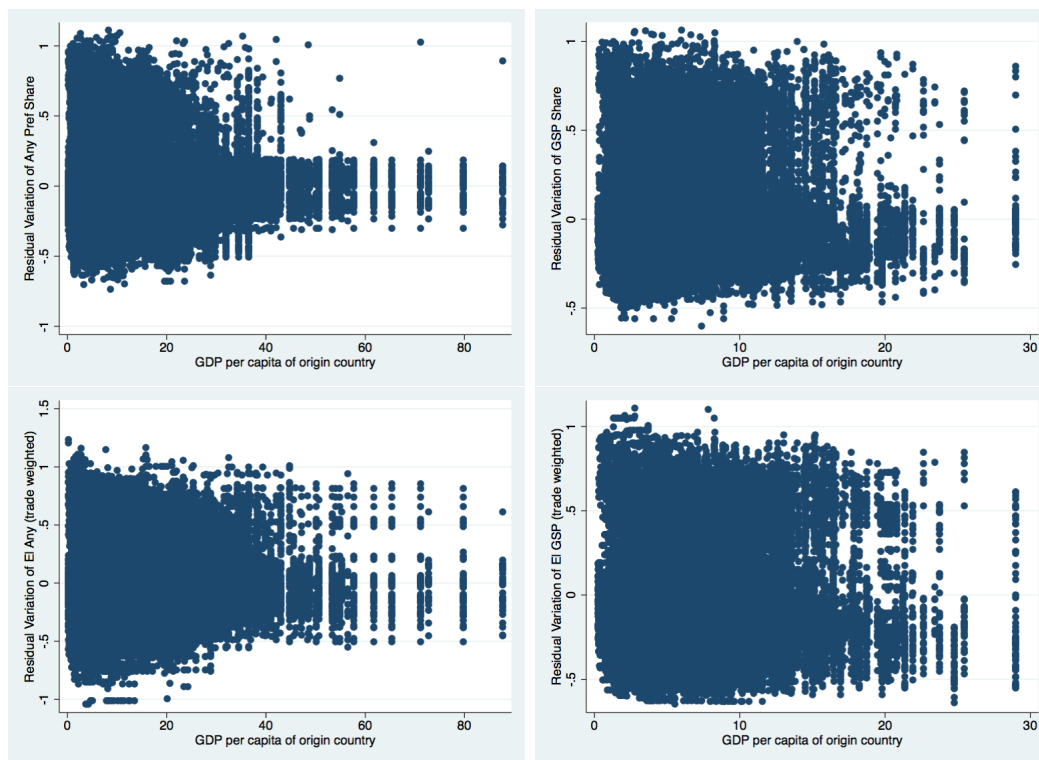 Residual Variation of Any Pref Share
1
.5
0
-.5
-1
0 20 40 60 80
GDP per capita of origin country
Residual Variation of GSP Share
1
.5
0
-.5
0 10 20 30
GDP per capita of origin country
Residual Variation of EI Any (trade weighted)
1.5
1
.5
0
-.5
-1
0 20 40 60 80
GDP per capita of origin country
Residual Variation of EI GSP (trade weighted)
1
.5
0
-.5
0 10 20 30
GDP per capita of origin country